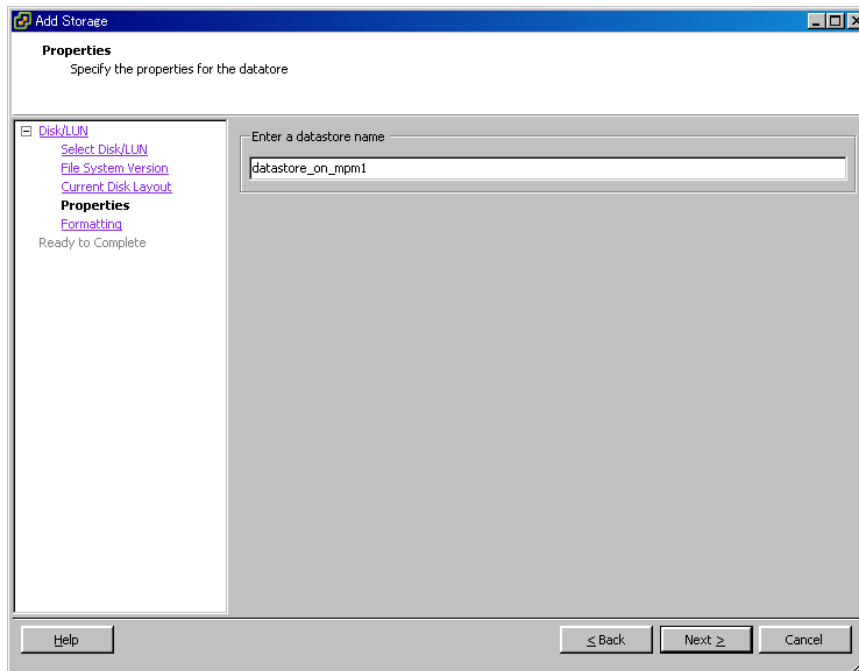 Add Storage
Properties
Specify the properties for the datatore
Disk/LUN
Select Disk/LUN
File System Version
Current Disk Layout
Properties
Formatting
Ready to Complete
Enter a datastore name
datastore_on_mpm1
Help
< Back
Next >
Cancel